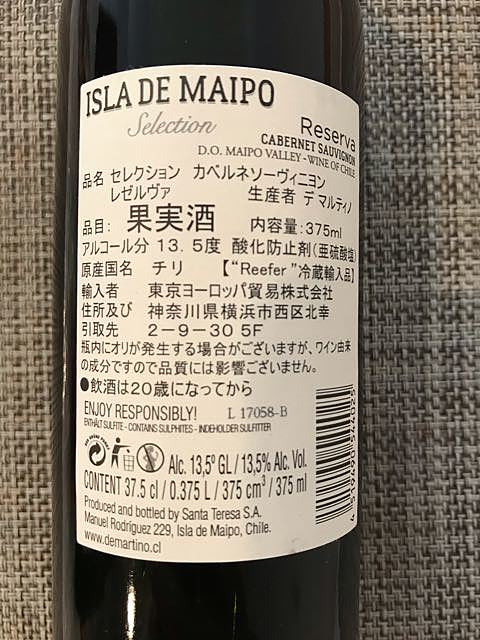 ISLA DE MAIPO
Selection
Reserva
CABERNET SAUVIGNON
D.O. MAIPO VALLEY - WINE OF CHILE
品名 セレクション カベルネソーヴィニヨン
レゼルヴァ 生産者 デ マルティノ
品目: 果実酒 内容量:375ml
アルコール分 13.5度 酸化防止剤(亜硫酸塩)
原産国名 チリ 【“Reefer”冷蔵輸入品】
輸入者 東京ヨーロッパ貿易株式会社
住所及び 神奈川県横浜市西区北幸
引取先 2-9-30 5F
瓶内にオリが発生する場合がございますが、ワイン由来
の成分ですので品質には影響ございません。
●飲酒は20歳になってから
ENJOY RESPONSIBLY! L 17058-B
ENTHÄLT SULFITE - CONTAINS SULPHITES - INDEHOLDER SULFITTER
Alc. 13,5º GL / 13,5% Alc. Vol.
CONTENT 37.5 cl / 0.375 L / 375 cm³ / 375 ml
Produced and bottled by Santa Teresa S.A.
Manuel Rodriguez 229, Isla de Maipo, Chile.
www.demartino.cl
4 519490 544025